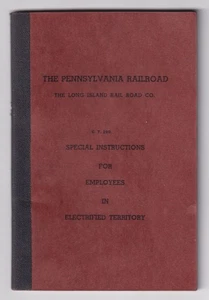 THE PENNSYLVANIA RAILROAD
THE LONG ISLAND RAIL ROAD CO.
SPECIAL INSTRUCTIONS
FOR
EMPLOYEES
IN
ELECTRIFIED TERRITORY